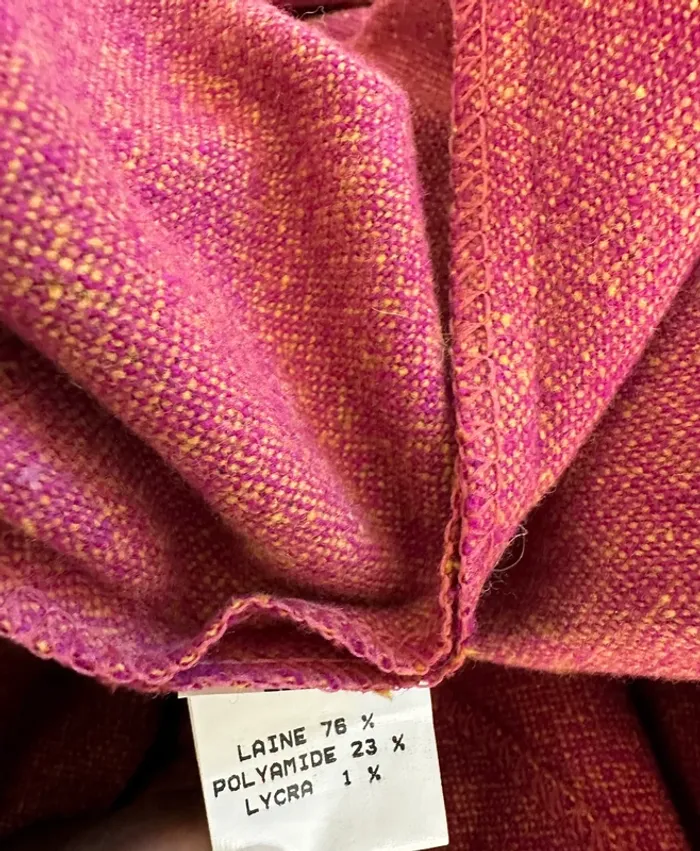 LAINE 76 %
POLYAMIDE 23 %
LYCRA 1 %